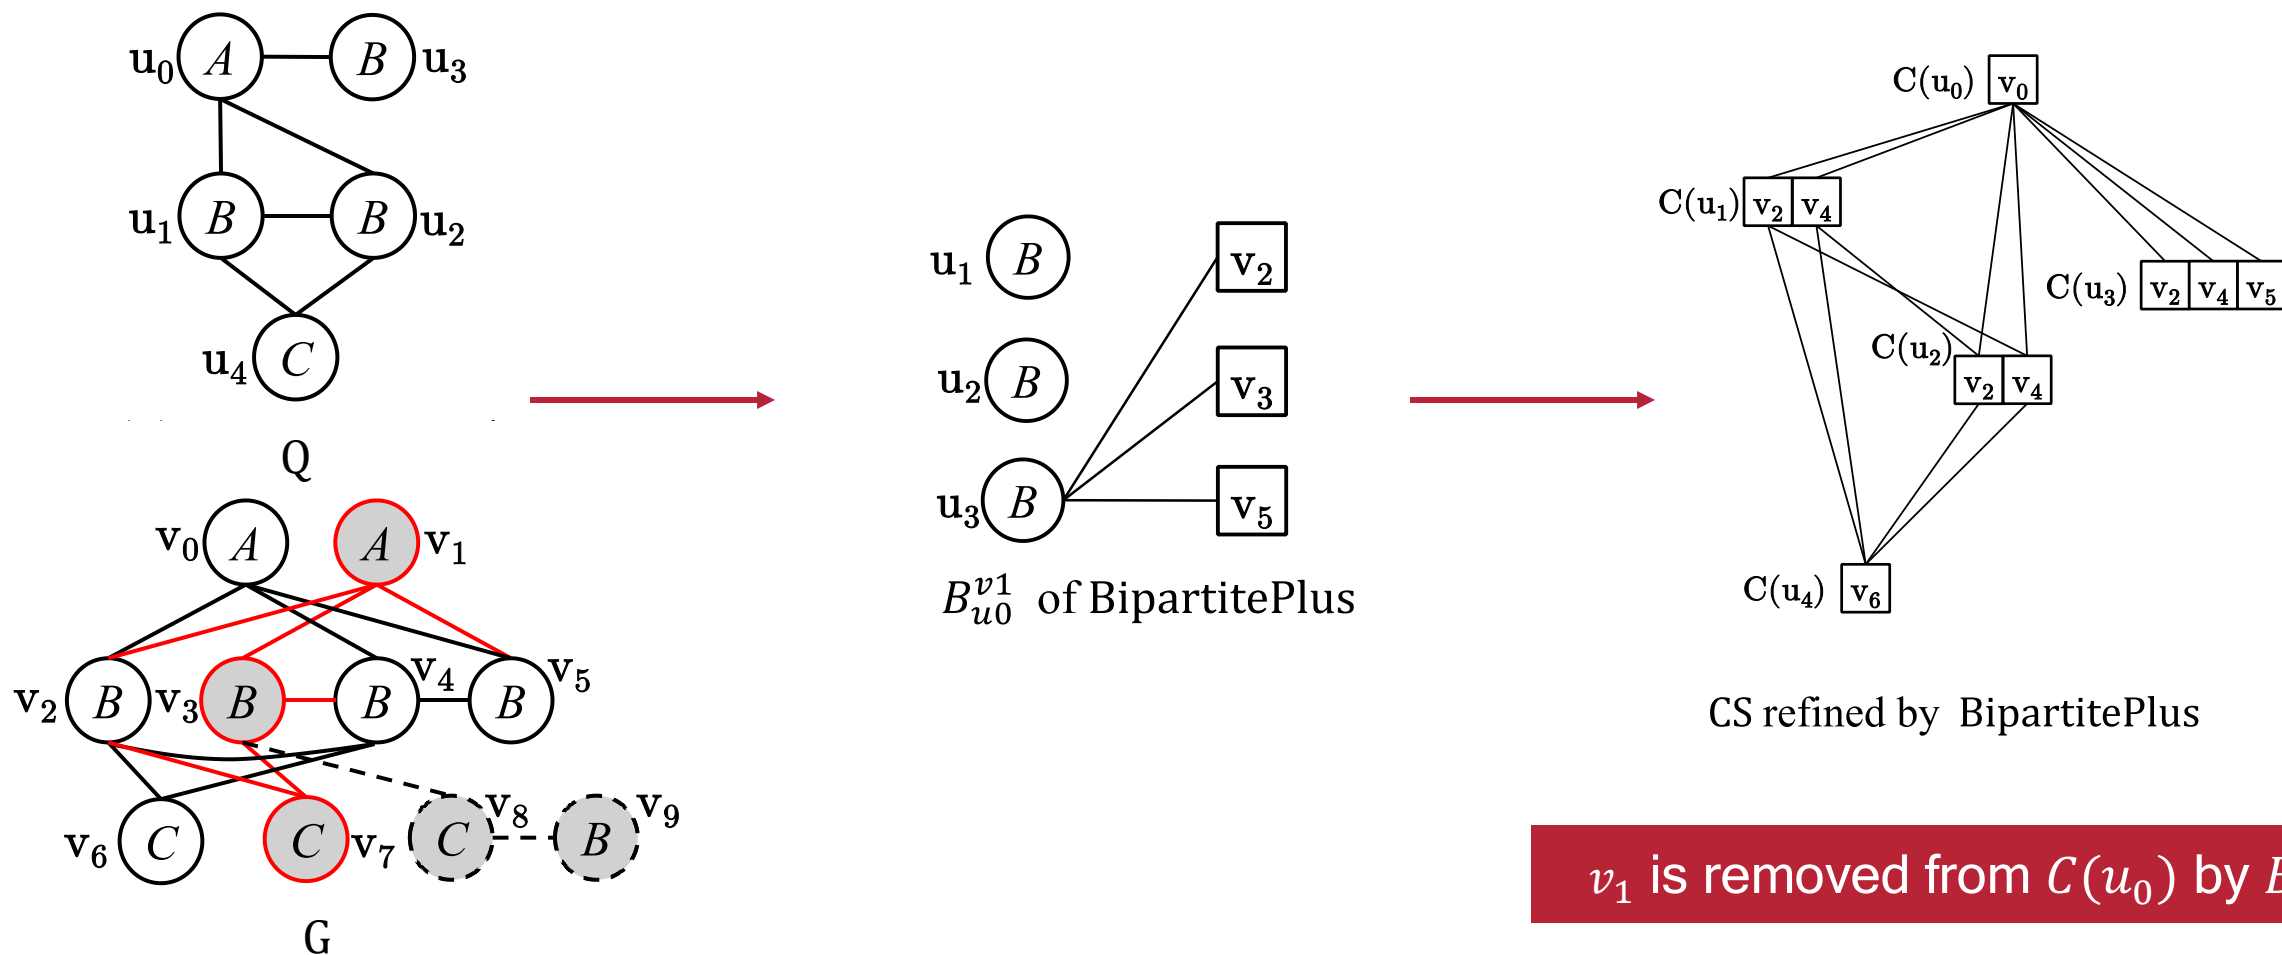 u0 A B u3
u1 B B u2
u4 C
Q
v0 A A v1
v2 B v3 B B v4 B v5
v6 C C v7 C v8 B v9
G
u1 B v2
u2 B v3
u3 B v5
B_{u0}^{v1} of BipartitePlus
C(u0) v0
C(u1) v2 v4
C(u3) v2 v4 v5
C(u2) v2 v4
C(u4) v6
CS refined by BipartitePlus
v1 is removed from C(u0) by